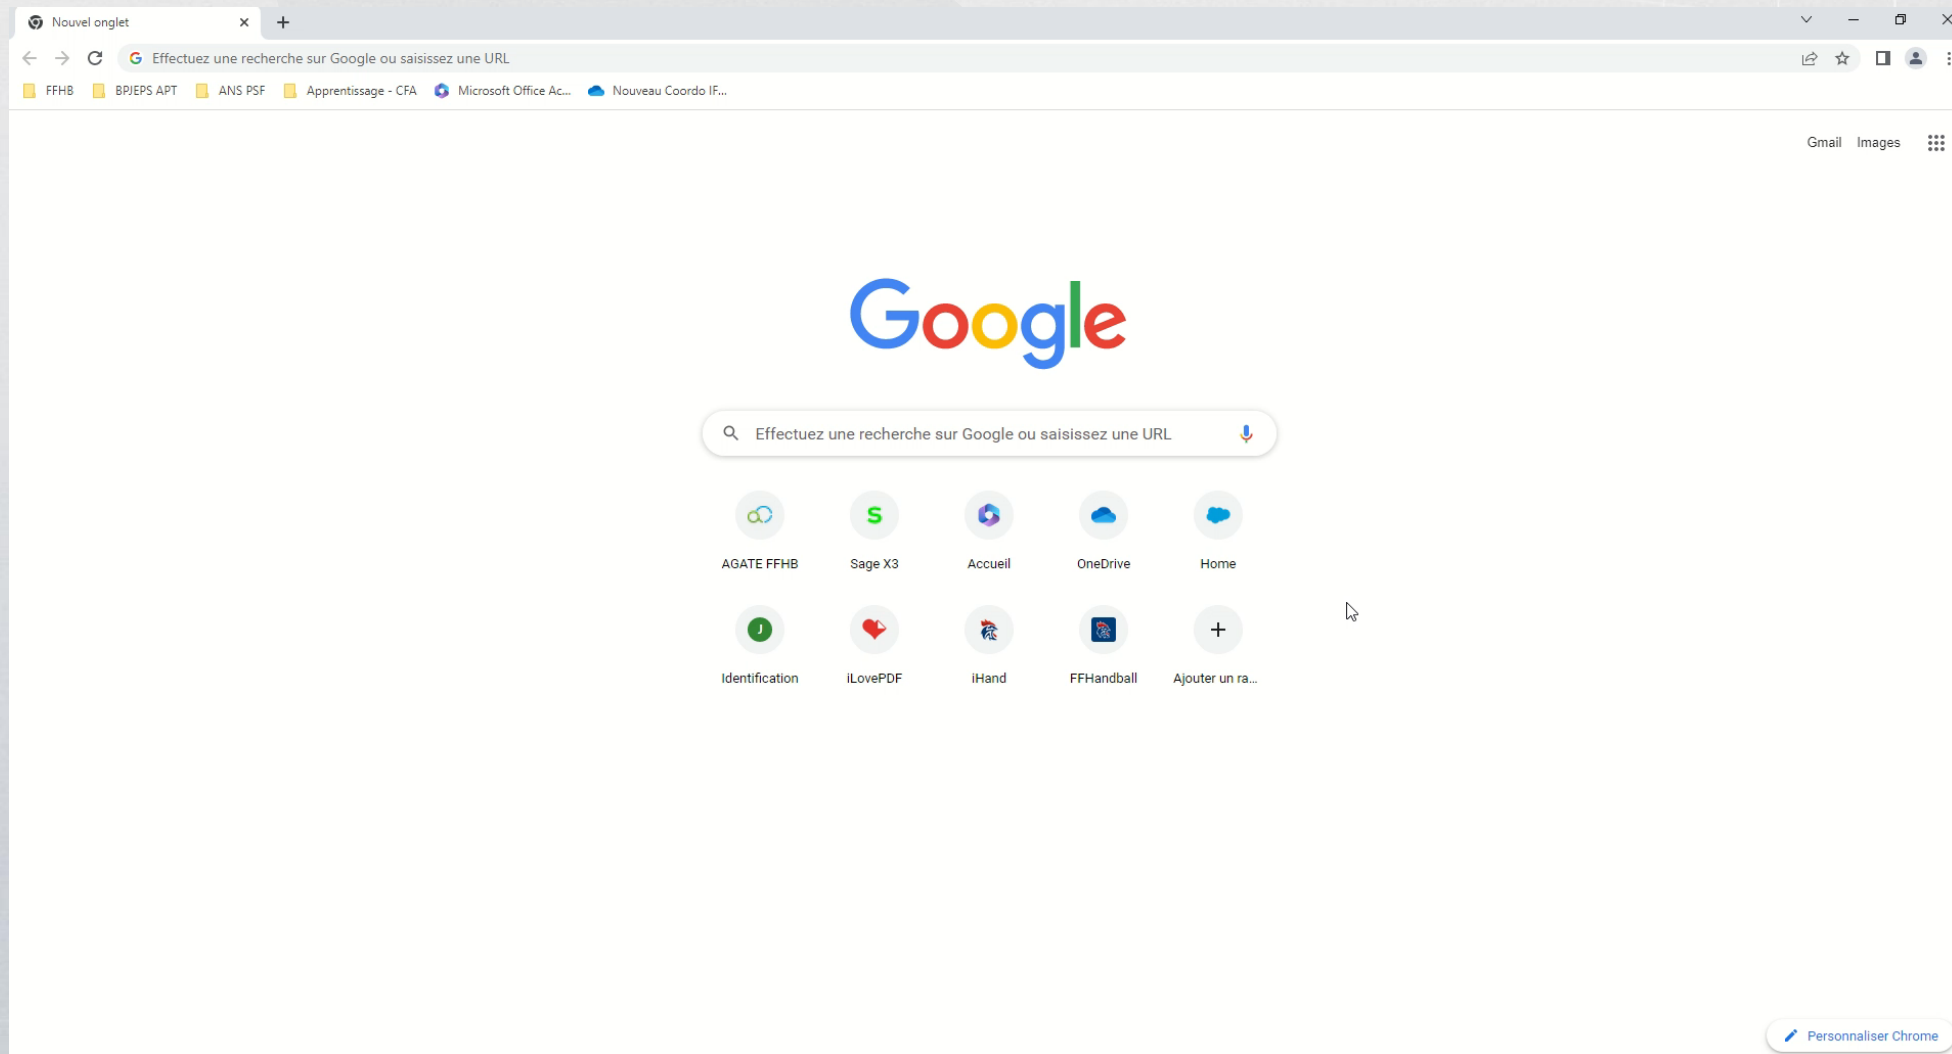 Nouvel onglet
Effectuez une recherche sur Google ou saisissez une URL
FFHB BPJEPS APT ANS PSF Apprentissage - CFA Microsoft Office Ac... Nouveau Coordo IF...
Gmail Images
Google
Effectuez une recherche sur Google ou saisissez une URL
S
AGATE FFHB Sage X3 Accueil OneDrive Home
J
Identification iLovePDF iHand FFHandball Ajouter un ra...
Personnaliser Chrome